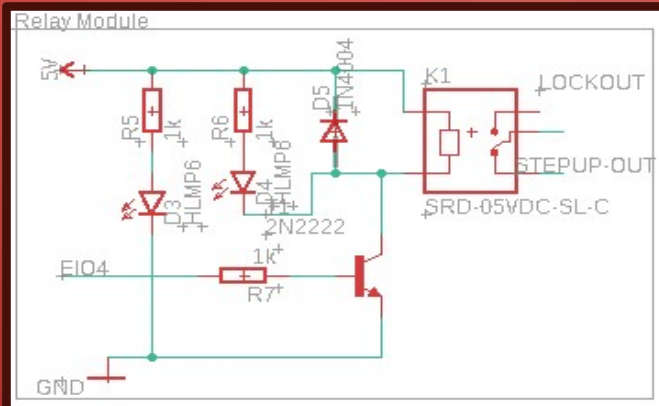 Relay Module
5V
R5
1k
D3
HLMP6
R6
1k
D4
HLMP6
D5
1N4004
K1
LOCKOUT
STEPUP-OUT
SRD-05VDC-SL-C
2N2222
EIO4
1k
R7
GND